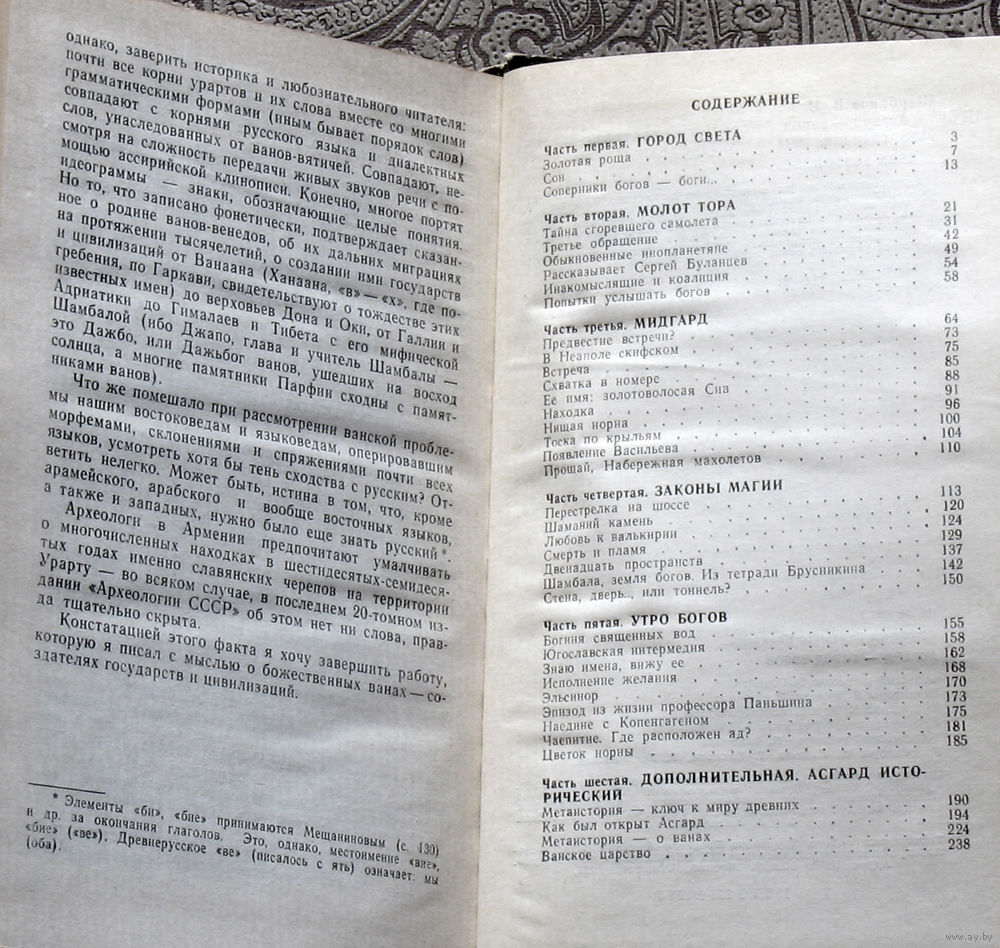 однако, заверить историка и любознательного читателя:
почти все корни урартов и их слова вместе со многими
грамматическими формами (иным бывает порядок слов)
совпадают с корнями русского языка и диалектных
слов, унаследованных от ванов-вятичей. Совпадают, не-
смотря на сложность передачи живых звуков речи с по-
мощью ассирийской клинописи. Конечно, многое портят
идеограммы — знаки, обозначающие целые понятия.
Но то, что записано фонетически, подтверждает сказан-
ное о родине ванов-венедов, об их дальних миграциях
на протяжении тысячелетий, о создании ими государств
и цивилизаций от Ванаана (Ханаана, «в» — «х», где по-
гребения, по Гаркави, свидетельствуют о тождестве этих
известных имен) до верховьев Дона и Оки, от Галлии и
Адриатики до Гималаев и Тибета с его мифической
Шамбалой (ибо Джапо, глава и учитель Шамбалы —
это Дажбо, или Дажьбог ванов, ушедших на восход
солнца, а многие памятники Парфии сходны с памят-
никами ванов).
Что же помешало при рассмотрении ванской пробле-
мы нашим востоковедам и языковедам, оперировавшим
морфемами, склонениями и спряжениями почти всех
языков, усмотреть хотя бы тень сходства с русским? От-
ветить нелегко. Может быть, истина в том, что, кроме
арамейского, арабского и вообще восточных языков,
а также и западных, нужно было еще знать русский*.
Археологи в Армении предпочитают умалчивать
о многочисленных находках в шестидесятых-семидеся-
тых годах именно славянских черепов на территории
Урарту — во всяком случае, в последнем 20-томном из-
дании «Археологии СССР» об этом нет ни слова, прав-
да тщательно скрыта.
Констатацией этого факта я хочу завершить работу,
которую я писал с мыслью о божественных ванах — со-
здателях государств и цивилизаций.
* Элементы «би», «бие» принимаются Мещаниновым (с. 130)
и др. за окончания глаголов. Это, однако, местоимение «вие»,
«бие» («ве»). Древнерусское «ве» (писалось с ять) означает: мы
(оба).
СОДЕРЖАНИЕ
Часть первая. ГОРОД СВЕТА
Золотая роща 3
Сон 7
Соперники богов — боги... 13
Часть вторая. МОЛОТ ТОРА
Тайна сгоревшего самолета 21
Третье обращение 31
Обыкновенные инопланетяне 42
Рассказывает Сергей Буланцев 49
Инакомыслящие и коалиция 54
Попытки услышать богов 58
Часть третья. МИДГАРД
Предвестие встречи? 64
В Неаполе скифском 73
Встреча 75
Схватка в номере 85
Ее имя: золотоволосая Сив 88
Находка 91
Нищая норна 96
Тоска по крыльям 100
Появление Васильева 104
Прощай, Набережная махолетов 110
Часть четвертая. ЗАКОНЫ МАГИИ
Перестрелка на шоссе 113
Шаманий камень 120
Любовь к валькирии 124
Смерть и пламя 129
Двенадцать пространств 137
Шамбала, земля богов. Из тетради Брусникина 142
Стена, дверь.., или тоннель? 150
Часть пятая. УТРО БОГОВ
Богиня священных вод 155
Югославская интермедия 158
Знаю имена, вижу ее 162
Исполнение желания 168
Эльсинор 170
Эпизод из жизни профессора Паньшина 173
Наедине с Копенгагеном 175
Чаепитие. Где расположен ад? 181
Цветок норны 185
Часть шестая. ДОПОЛНИТЕЛЬНАЯ. АСГАРД ИСТО-
РИЧЕСКИЙ
Метаистория — ключ к миру древних 190
Как был открыт Асгард 194
Метаистория — о ванах 224
Ванское царство 238
www.ay.by